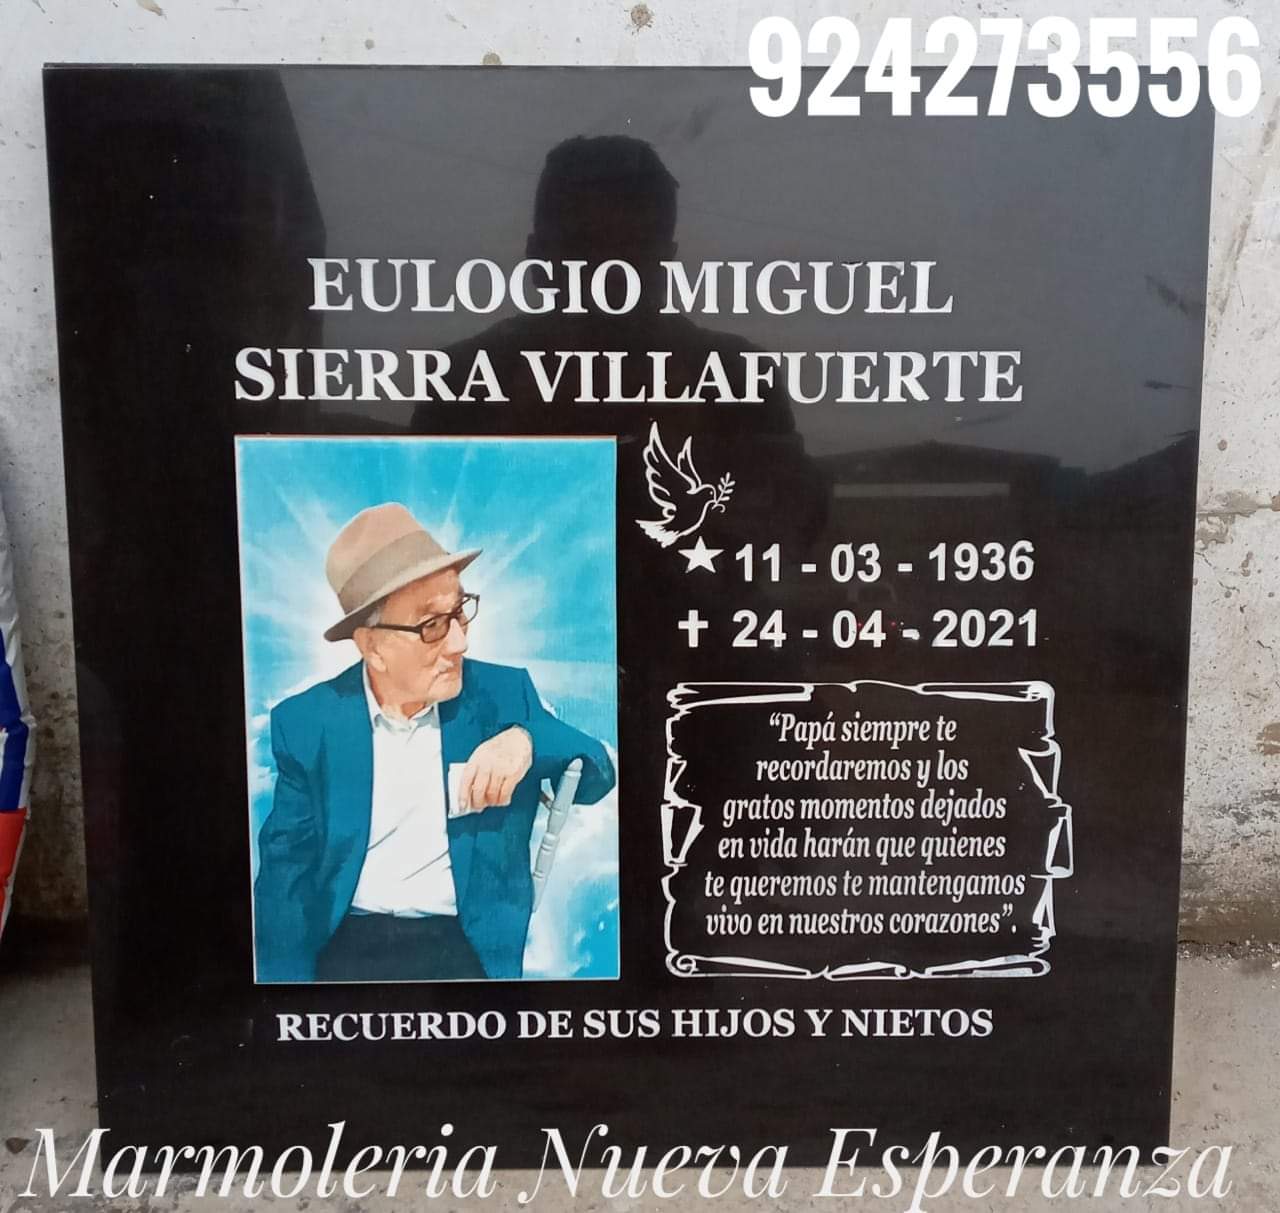 924273556
EULOGIO MIGUEL
SIERRA VILLAFUERTE
★ 11 - 03 - 1936
✝ 24 - 04 - 2021
“Papá siempre te
recordaremos y los
gratos momentos dejados
en vida harán que quienes
te queremos te mantengamos
vivo en nuestros corazones”.
RECUERDO DE SUS HIJOS Y NIETOS
Marmoleria Nueva Esperanza